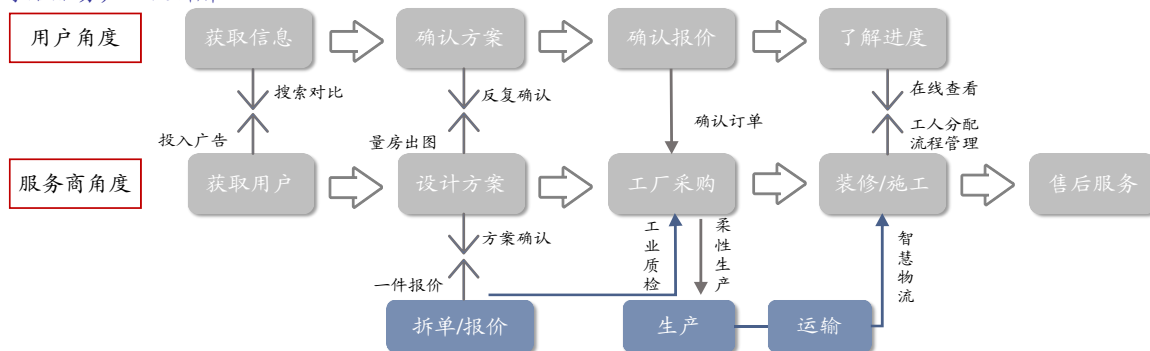 用户角度
获取信息
确认方案
确认报价
了解进度
搜索对比
反复确认
在线查看
投入广告
量房出图
确认订单
工人分配
流程管理
服务商角度
获取用户
设计方案
工厂采购
装修/施工
售后服务
方案确认
工业质检
柔性生产
智慧物流
一件报价
拆单/报价
生产
运输